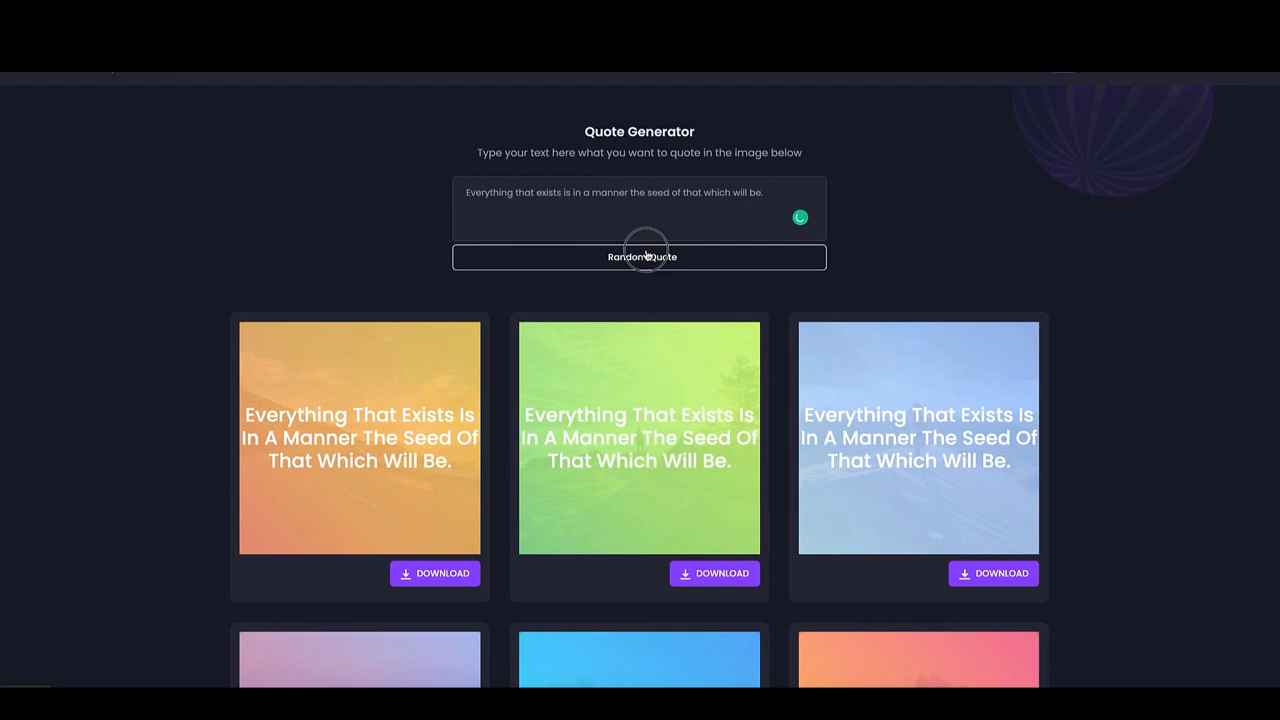 Quote Generator
Type your text here what you want to quote in the image below
Everything that exists is in a manner the seed of that which will be.
Random Quote
Everything That Exists Is
In A Manner The Seed Of
That Which Will Be.
DOWNLOAD
Everything That Exists Is
In A Manner The Seed Of
That Which Will Be.
DOWNLOAD
Everything That Exists Is
In A Manner The Seed Of
That Which Will Be.
DOWNLOAD